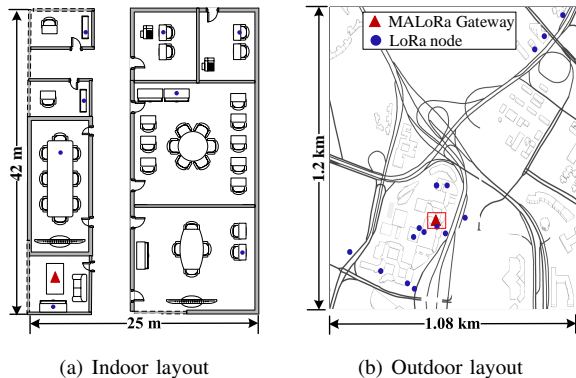 MALoRa Gateway
LoRa node
42 m
25 m
1.2 km
1.08 km
(a) Indoor layout
(b) Outdoor layout